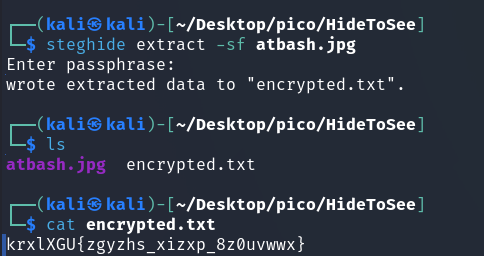 ┌──(kali㉿kali)-[~/Desktop/pico/HideToSee]
└─$ steghide extract -sf atbash.jpg
Enter passphrase:
wrote extracted data to "encrypted.txt".
┌──(kali㉿kali)-[~/Desktop/pico/HideToSee]
└─$ ls
atbash.jpg  encrypted.txt
┌──(kali㉿kali)-[~/Desktop/pico/HideToSee]
└─$ cat encrypted.txt
krxlXGU{zgyzhs_xizxp_8z0uvwwx}